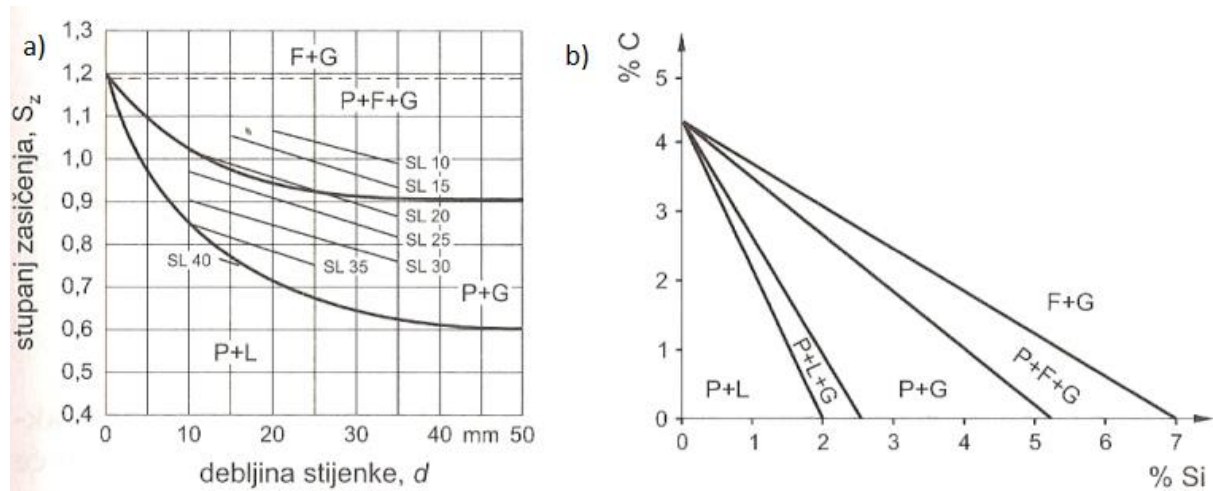 a)
stupanj zasićenja, Sz
1,3
1,2
1,1
1,0
0,9
0,8
0,7
0,6
0,5
0,4
F+G
P+F+G
SL 10
SL 15
SL 20
SL 25
SL 30
SL 35
SL 40
P+G
P+L
0 10 20 30 40 mm 50
debljina stijenke, d
b)
% C
5
4
3
2
1
0
F+G
P+F+G
P+G
P+L+G
P+L
0 1 2 3 4 5 6 7
% Si